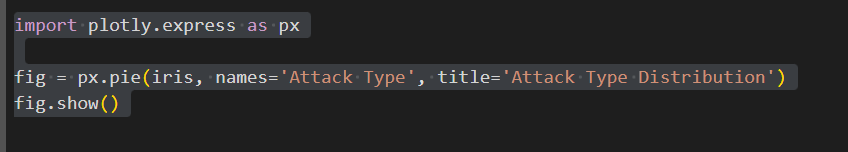 import plotly.express as px
fig = px.pie(iris, names='Attack Type', title='Attack Type Distribution')
fig.show()